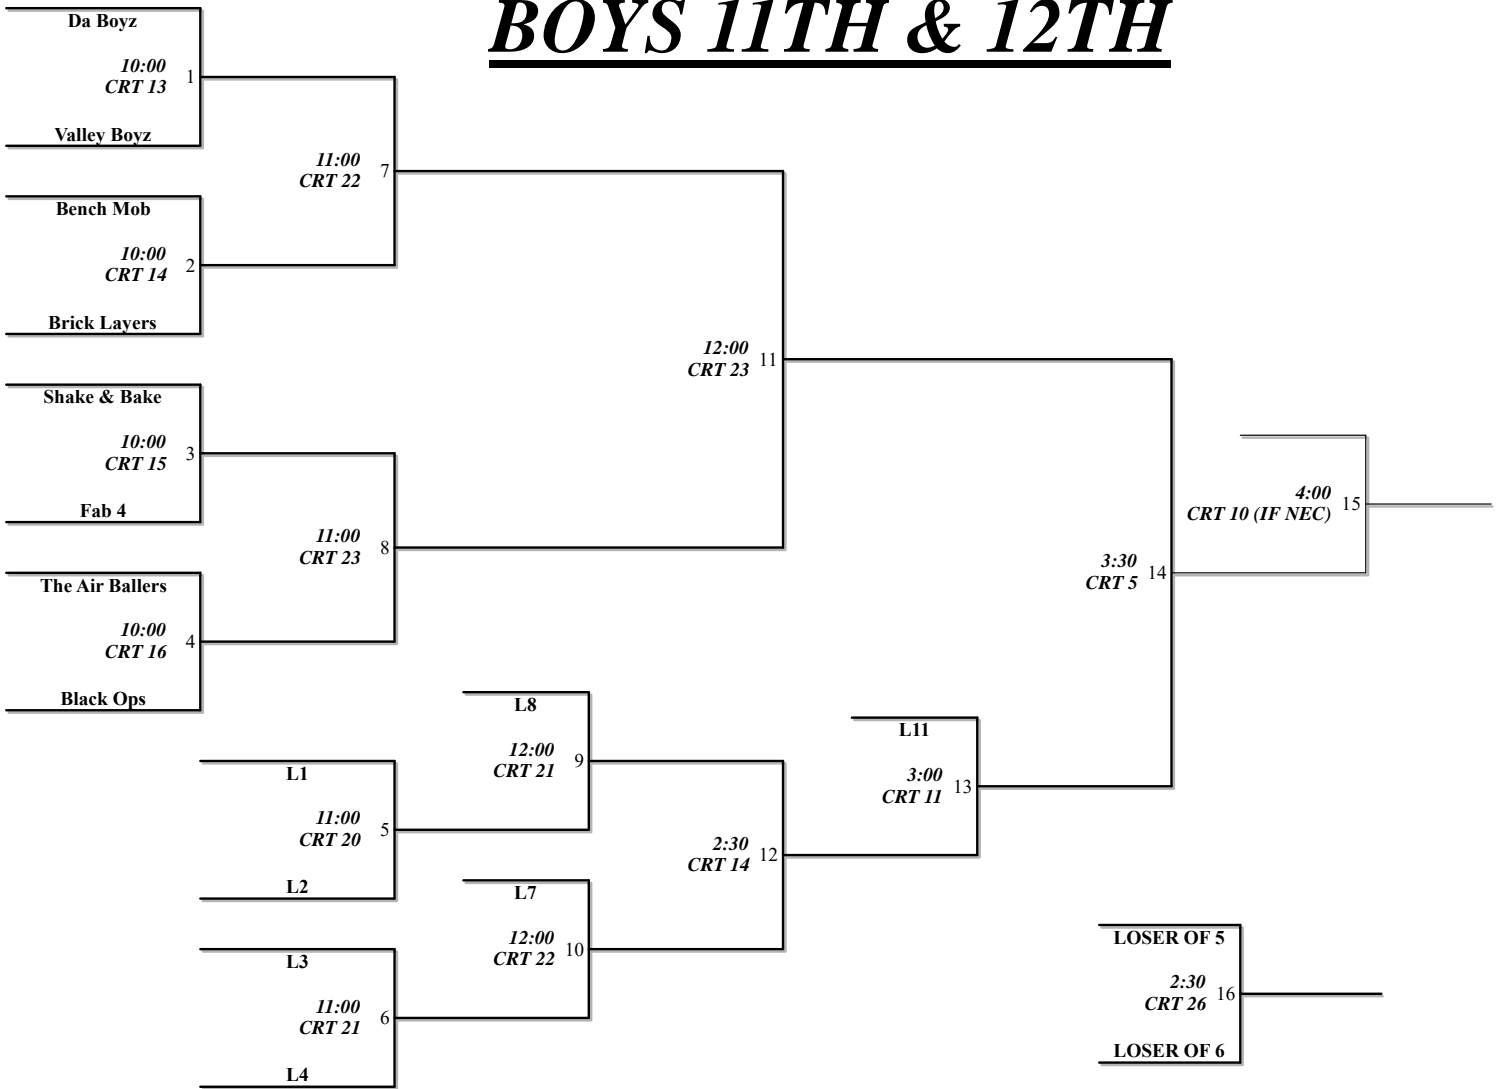 BOYS 11TH & 12TH
Da Boyz
10:00
CRT 13
1
Valley Boyz
11:00
CRT 22
7
Bench Mob
10:00
CRT 14
2
Brick Layers
12:00
CRT 23
11
Shake & Bake
10:00
CRT 15
3
Fab 4
11:00
CRT 23
8
The Air Ballers
10:00
CRT 16
4
Black Ops
4:00
CRT 10 (IF NEC)
15
3:30
CRT 5
14
L8
12:00
CRT 21
9
L1
11:00
CRT 20
5
L2
L11
3:00
CRT 11
13
2:30
CRT 14
12
L7
12:00
CRT 22
10
L3
11:00
CRT 21
6
L4
LOSER OF 5
2:30
CRT 26
16
LOSER OF 6